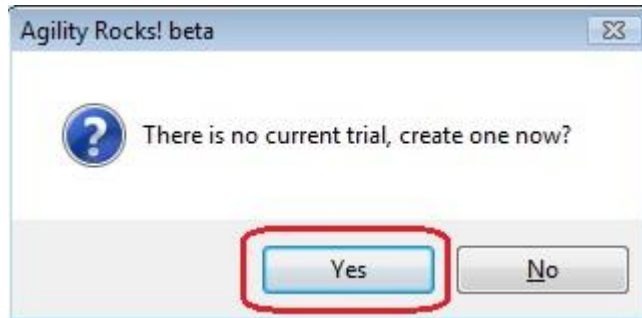 Agility Rocks! beta
There is no current trial, create one now?
Yes
No